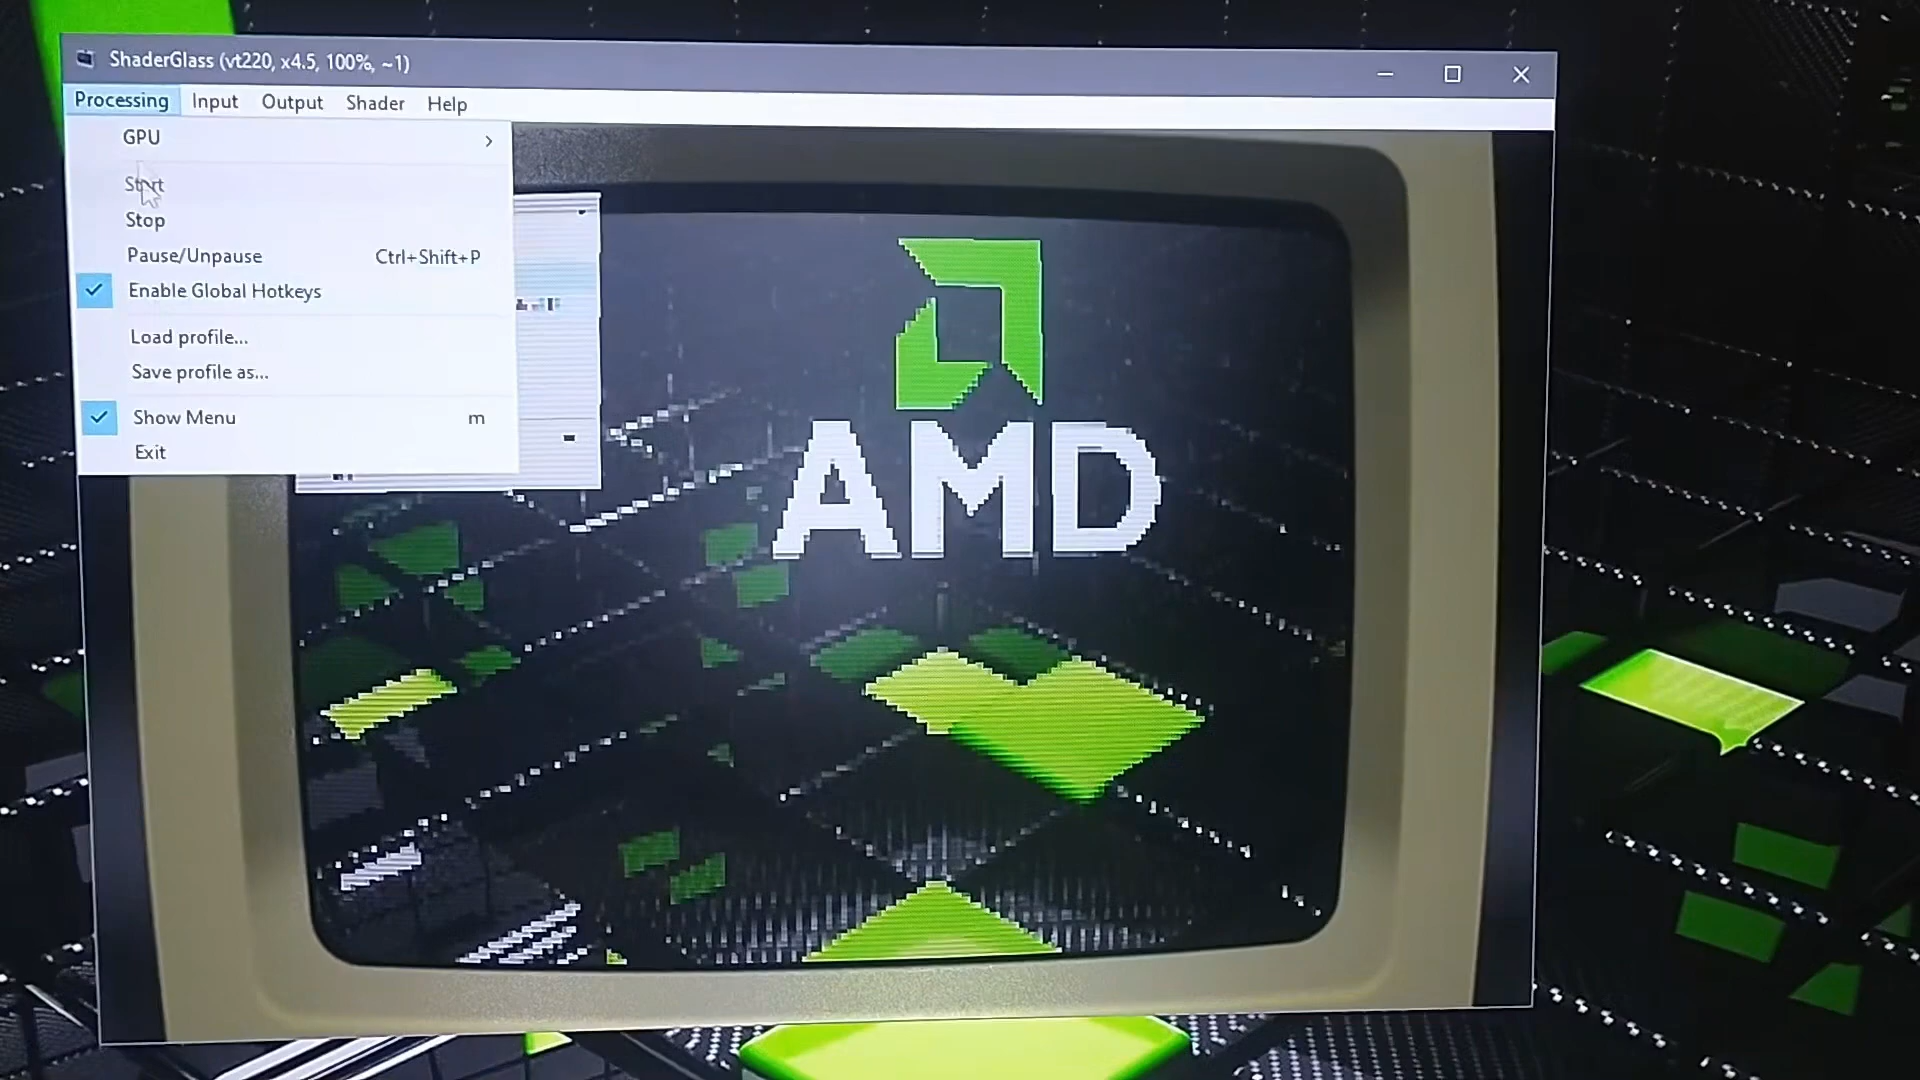 ShaderGlass (vt220, x4.5, 100%, ~1)
Processing Input Output Shader Help
GPU
Start
Stop
Pause/Unpause Ctrl+Shift+P
Enable Global Hotkeys
Load profile...
Save profile as...
Show Menu m
Exit
AMD